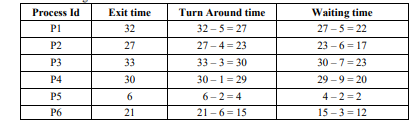 Process Id Exit time Turn Around time Waiting time
P1 32 32 – 5 = 27 27 – 5 = 22
P2 27 27 – 4 = 23 23 – 6 = 17
P3 33 33 – 3 = 30 30 – 7 = 23
P4 30 30 – 1 = 29 29 – 9 = 20
P5 6 6 – 2 = 4 4 – 2 = 2
P6 21 21 – 6 = 15 15 – 3 = 12